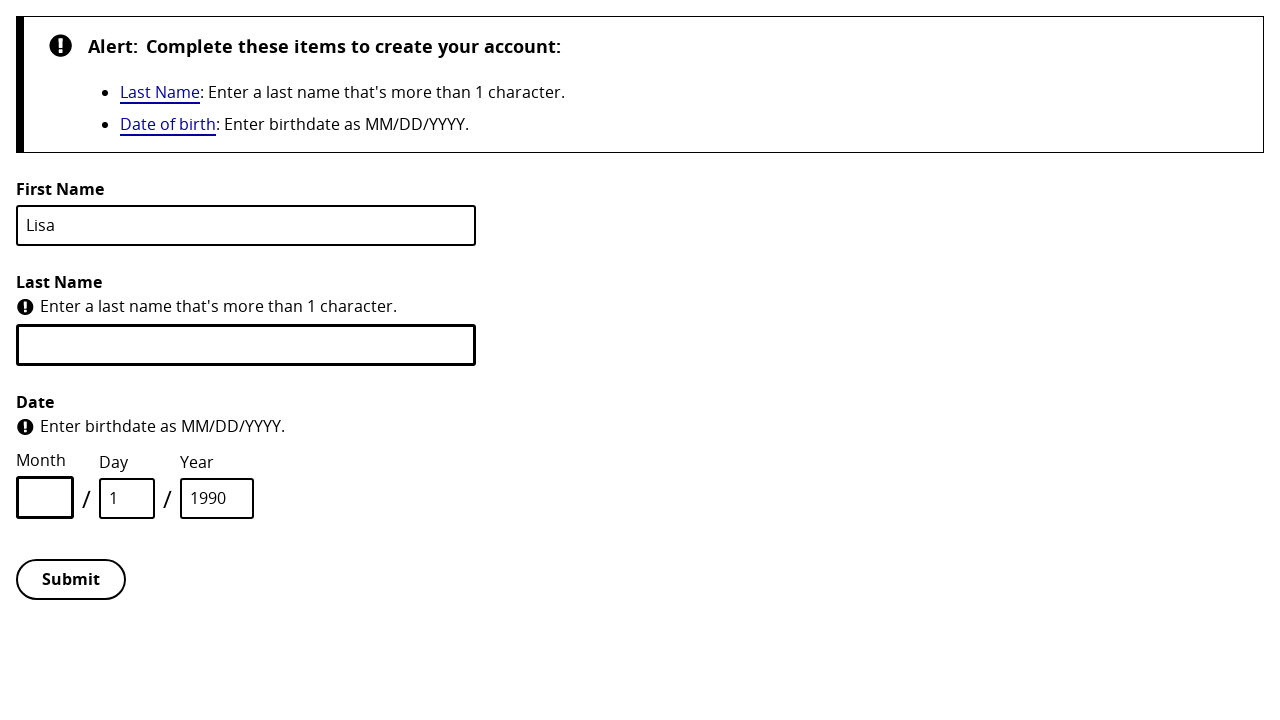 Alert: Complete these items to create your account:
Last Name: Enter a last name that's more than 1 character.
Date of birth: Enter birthdate as MM/DD/YYYY.
First Name
Lisa
Last Name
Enter a last name that's more than 1 character.
Date
Enter birthdate as MM/DD/YYYY.
Month Day Year
/ 1 / 1990
Submit